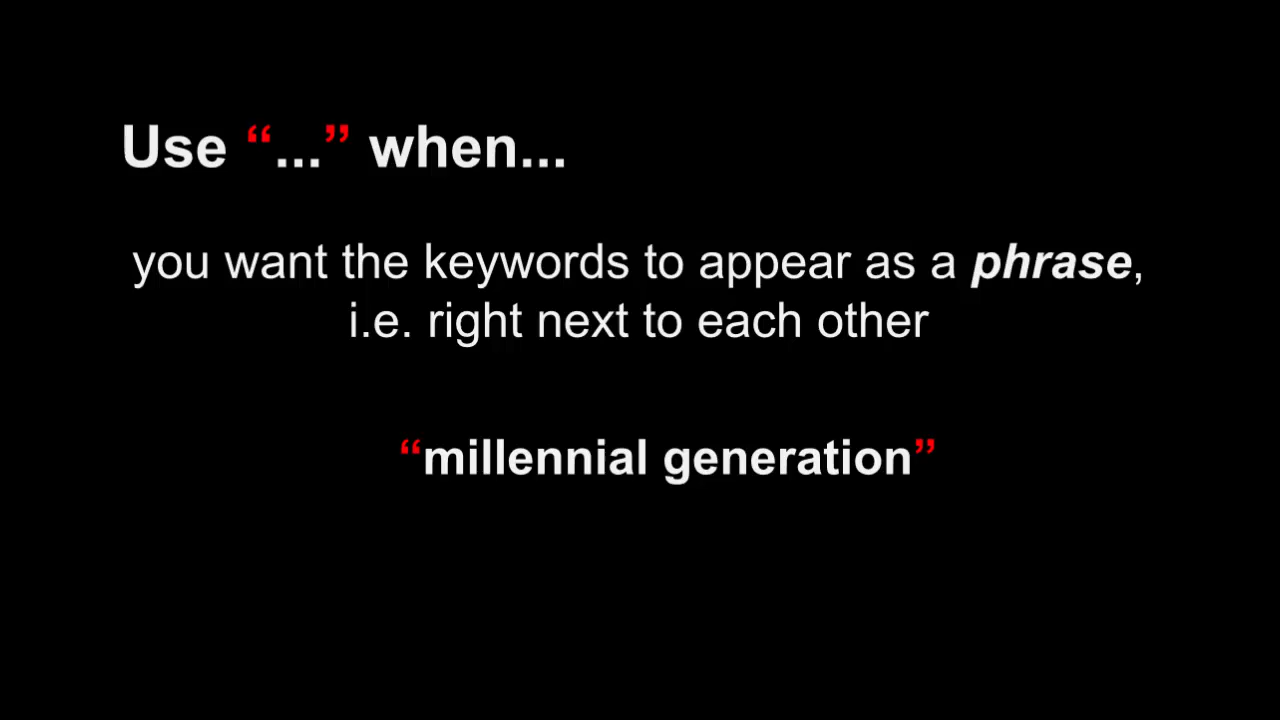 Use “...” when...
you want the keywords to appear as a phrase,
i.e. right next to each other
“millennial generation”